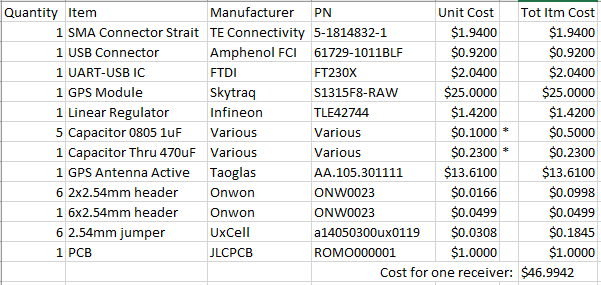 Quantity Item Manufacturer PN Unit Cost Tot Itm Cost
1 SMA Connector Strait TE Connectivity 5-1814832-1 $1.9400 $1.9400
1 USB Connector Amphenol FCI 61729-1011BLF $0.9200 $0.9200
1 UART-USB IC FTDI FT230X $2.0400 $2.0400
1 GPS Module Skytraq S1315F8-RAW $25.0000 $25.0000
1 Linear Regulator Infineon TLE42744 $1.4200 $1.4200
5 Capacitor 0805 1uF Various Various $0.1000 * $0.5000
1 Capacitor Thru 470uF Various Various $0.2300 * $0.2300
1 GPS Antenna Active Taoglas AA.105.301111 $13.6100 $13.6100
6 2x2.54mm header Onwon ONW0023 $0.0166 $0.0998
1 6x2.54mm header Onwon ONW0023 $0.0499 $0.0499
6 2.54mm jumper UxCell a14050300ux0119 $0.0308 $0.1845
1 PCB JLCPCB ROMO000001 $1.0000 $1.0000
Cost for one receiver: $46.9942